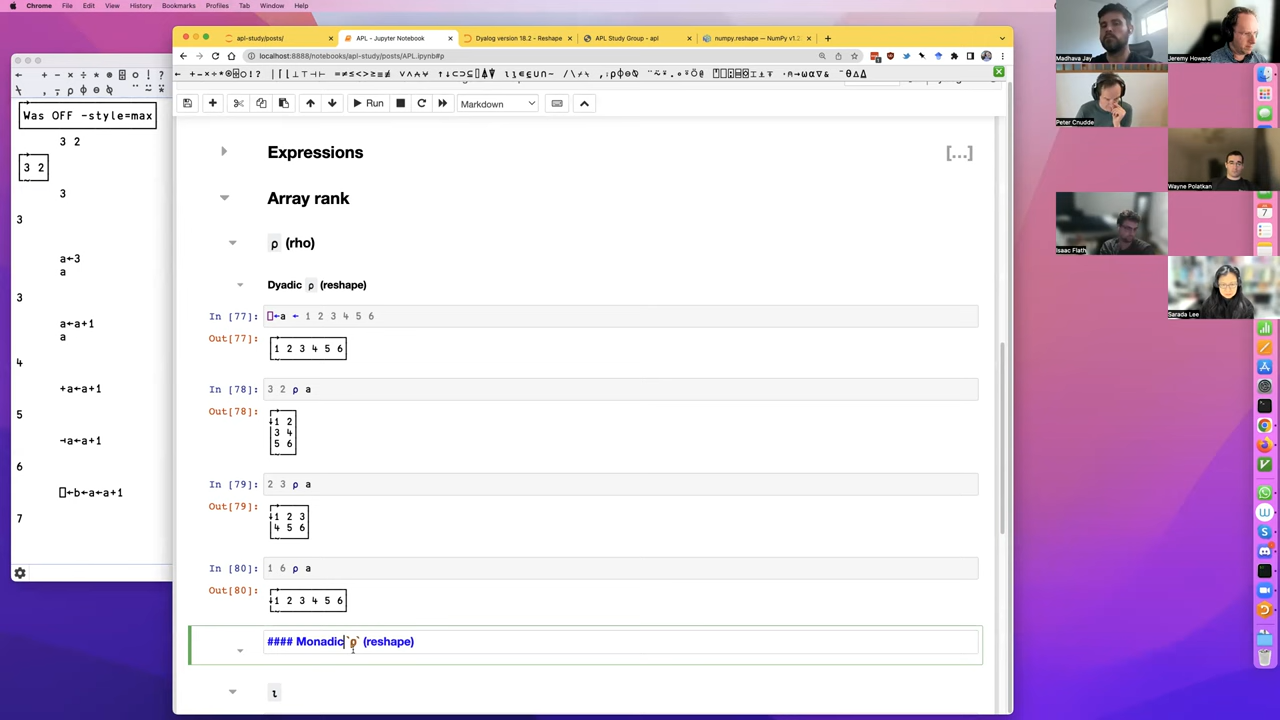 Chrome File Edit View History Bookmarks Profiles Tab Window Help
apl-study/posts/
APL - Jupyter Notebook
Dyalog version 18.2 - Reshape
APL Study Group - apl
numpy.reshape — NumPy v1.2
localhost:8888/notebooks/apl-study/posts/APL.ipynb#p
Run
Markdown
Was OFF -style=max
3 2
3 2
3
3
a←3
a
3
a←a+1
a
4
+a←a+1
5
⊣a←a+1
6
⎕←b←a←a+1
7
Expressions
[...]
Array rank
⍴ (rho)
Dyadic ⍴ (reshape)
In [77]: ⎕←a ← 1 2 3 4 5 6
Out[77]:
1 2 3 4 5 6
In [78]: 3 2 ⍴ a
Out[78]:
1 2
3 4
5 6
In [79]: 2 3 ⍴ a
Out[79]:
1 2 3
4 5 6
In [80]: 1 6 ⍴ a
Out[80]:
1 2 3 4 5 6
#### Monadic`⍴` (reshape)
⍳
Madhava Jay
Jeremy Howard
Peter Cnudde
Wayne Polatkan
Isaac Flath
Sarada Lee
7